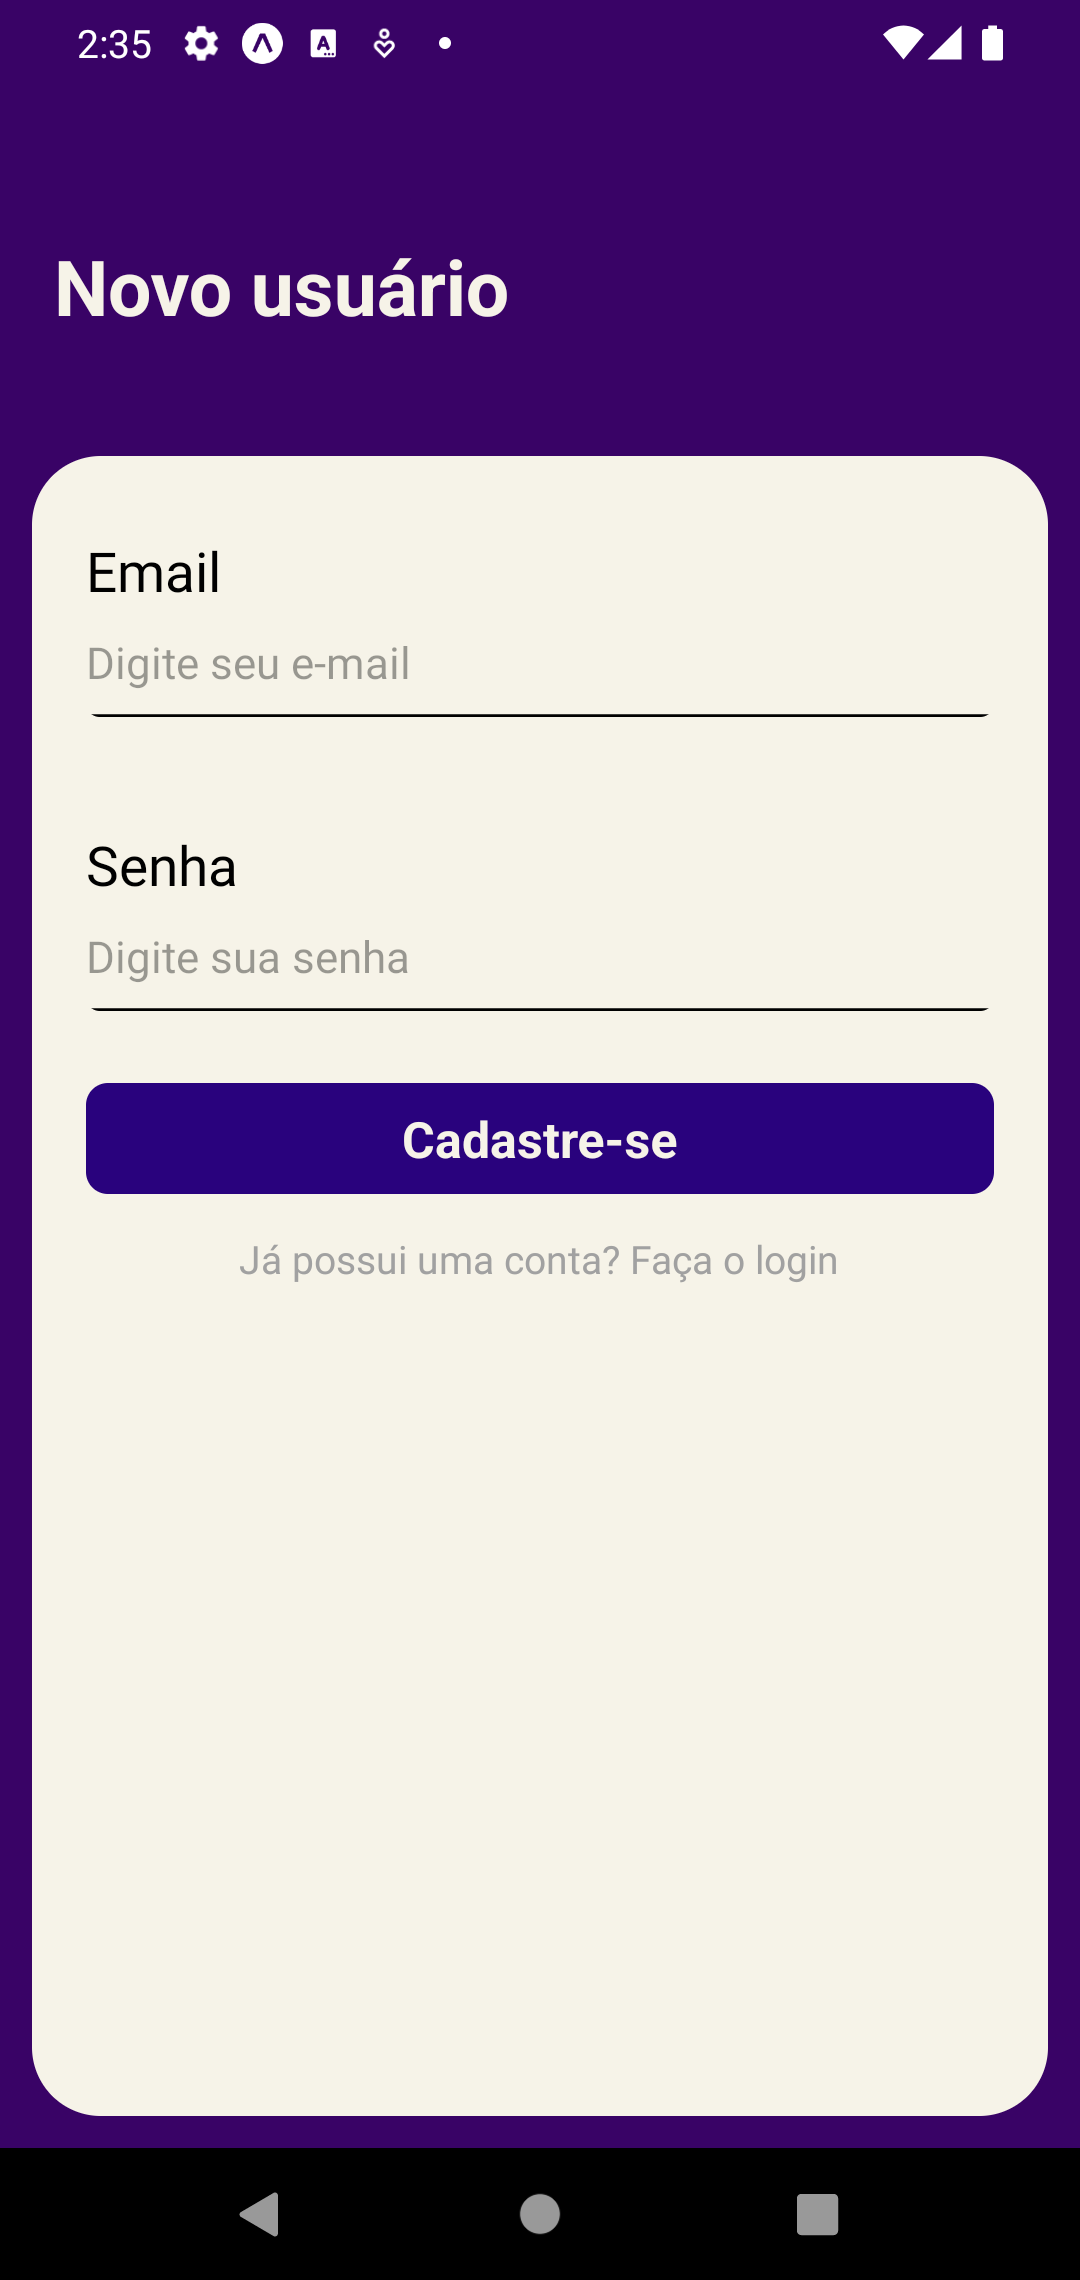 2:35
Novo usuário
Email
Digite seu e-mail
Senha
Digite sua senha
Cadastre-se
Já possui uma conta? Faça o login